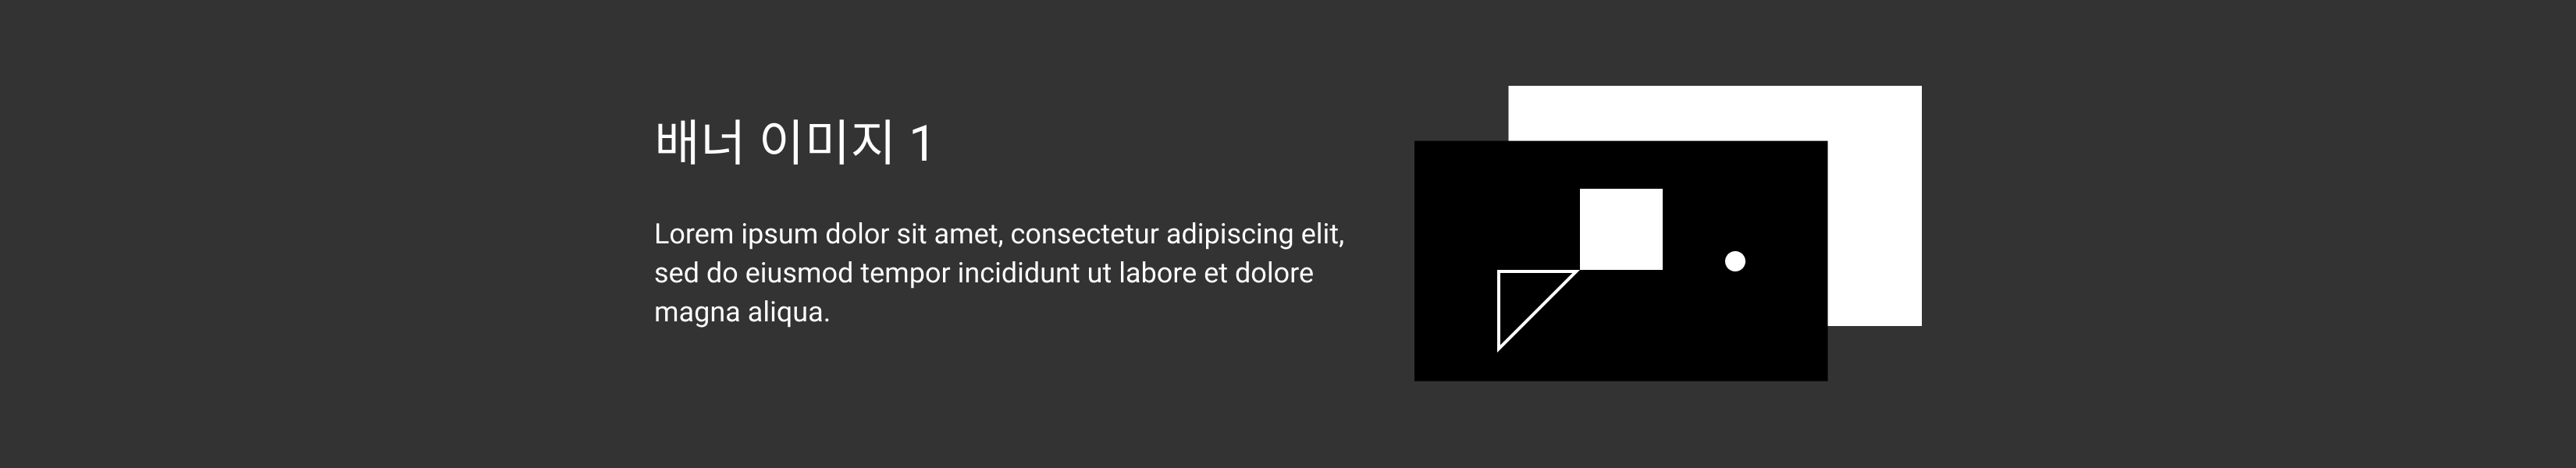 배너 이미지 1
Lorem ipsum dolor sit amet, consectetur adipiscing elit,
sed do eiusmod tempor incididunt ut labore et dolore
magna aliqua.